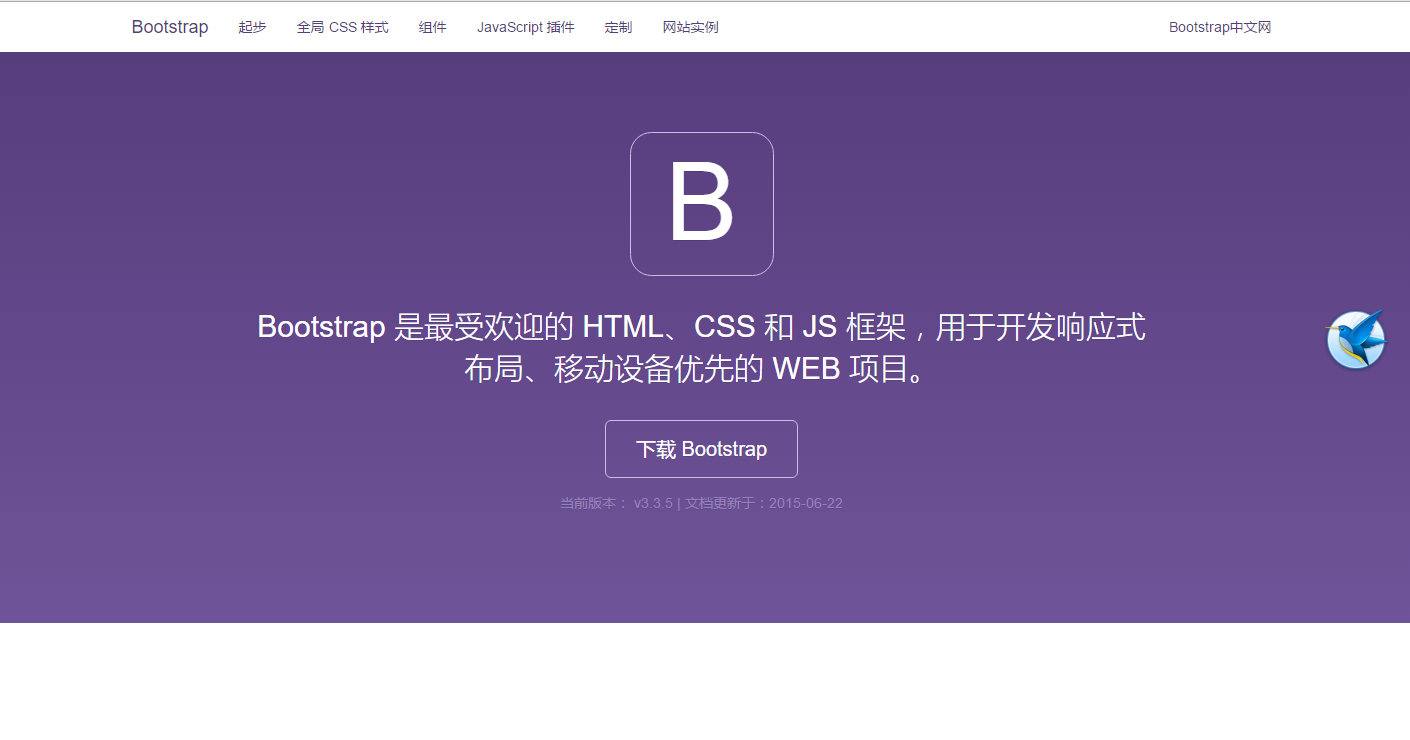 Bootstrap 起步 全局 CSS 样式 组件 JavaScript 插件 定制 网站实例 Bootstrap中文网
B
Bootstrap 是最受欢迎的 HTML、CSS 和 JS 框架，用于开发响应式
布局、移动设备优先的 WEB 项目。
下载 Bootstrap
当前版本： v3.3.5 | 文档更新于：2015-06-22